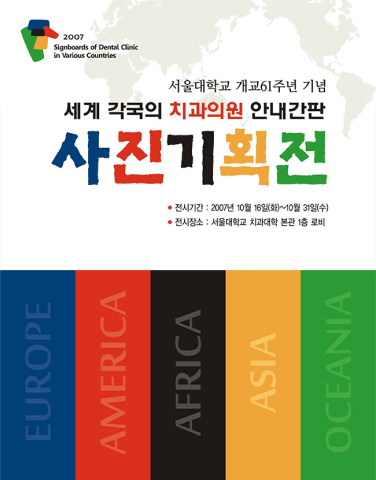 2007
Signboards of Dental Clinic
in Various Countries
서울대학교 개교61주년 기념
세계 각국의 치과의원 안내간판
사진기획전
• 전시기간 : 2007년 10월 16일(화)~10월 31일(수)
• 전시장소 : 서울대학교 치과대학 본관 1층 로비
EUROPE
AMERICA
AFRICA
ASIA
OCEANIA